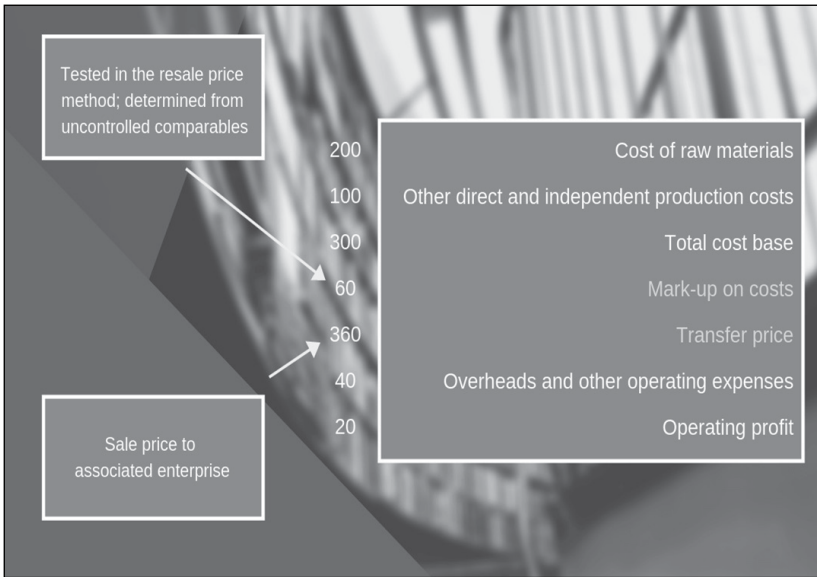 Tested in the resale price
method; determined from
uncontrolled comparables
200 Cost of raw materials
100 Other direct and independent production costs
300 Total cost base
60 Mark-up on costs
360 Transfer price
40 Overheads and other operating expenses
20 Operating profit
Sale price to
associated enterprise